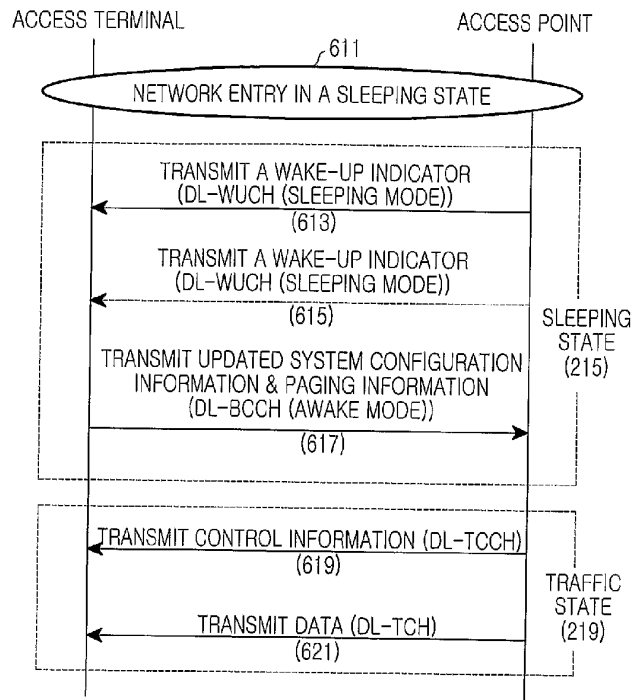 ACCESS TERMINAL
ACCESS POINT
611
NETWORK ENTRY IN A SLEEPING STATE
TRANSMIT A WAKE-UP INDICATOR
(DL-WUCH (SLEEPING MODE))
(613)
TRANSMIT A WAKE-UP INDICATOR
(DL-WUCH (SLEEPING MODE))
(615)
SLEEPING
STATE
(215)
TRANSMIT UPDATED SYSTEM CONFIGURATION
INFORMATION & PAGING INFORMATION
(DL-BCCH (AWAKE MODE))
(617)
TRANSMIT CONTROL INFORMATION (DL-TCCH)
(619)
TRAFFIC
STATE
(219)
TRANSMIT DATA (DL-TCH)
(621)